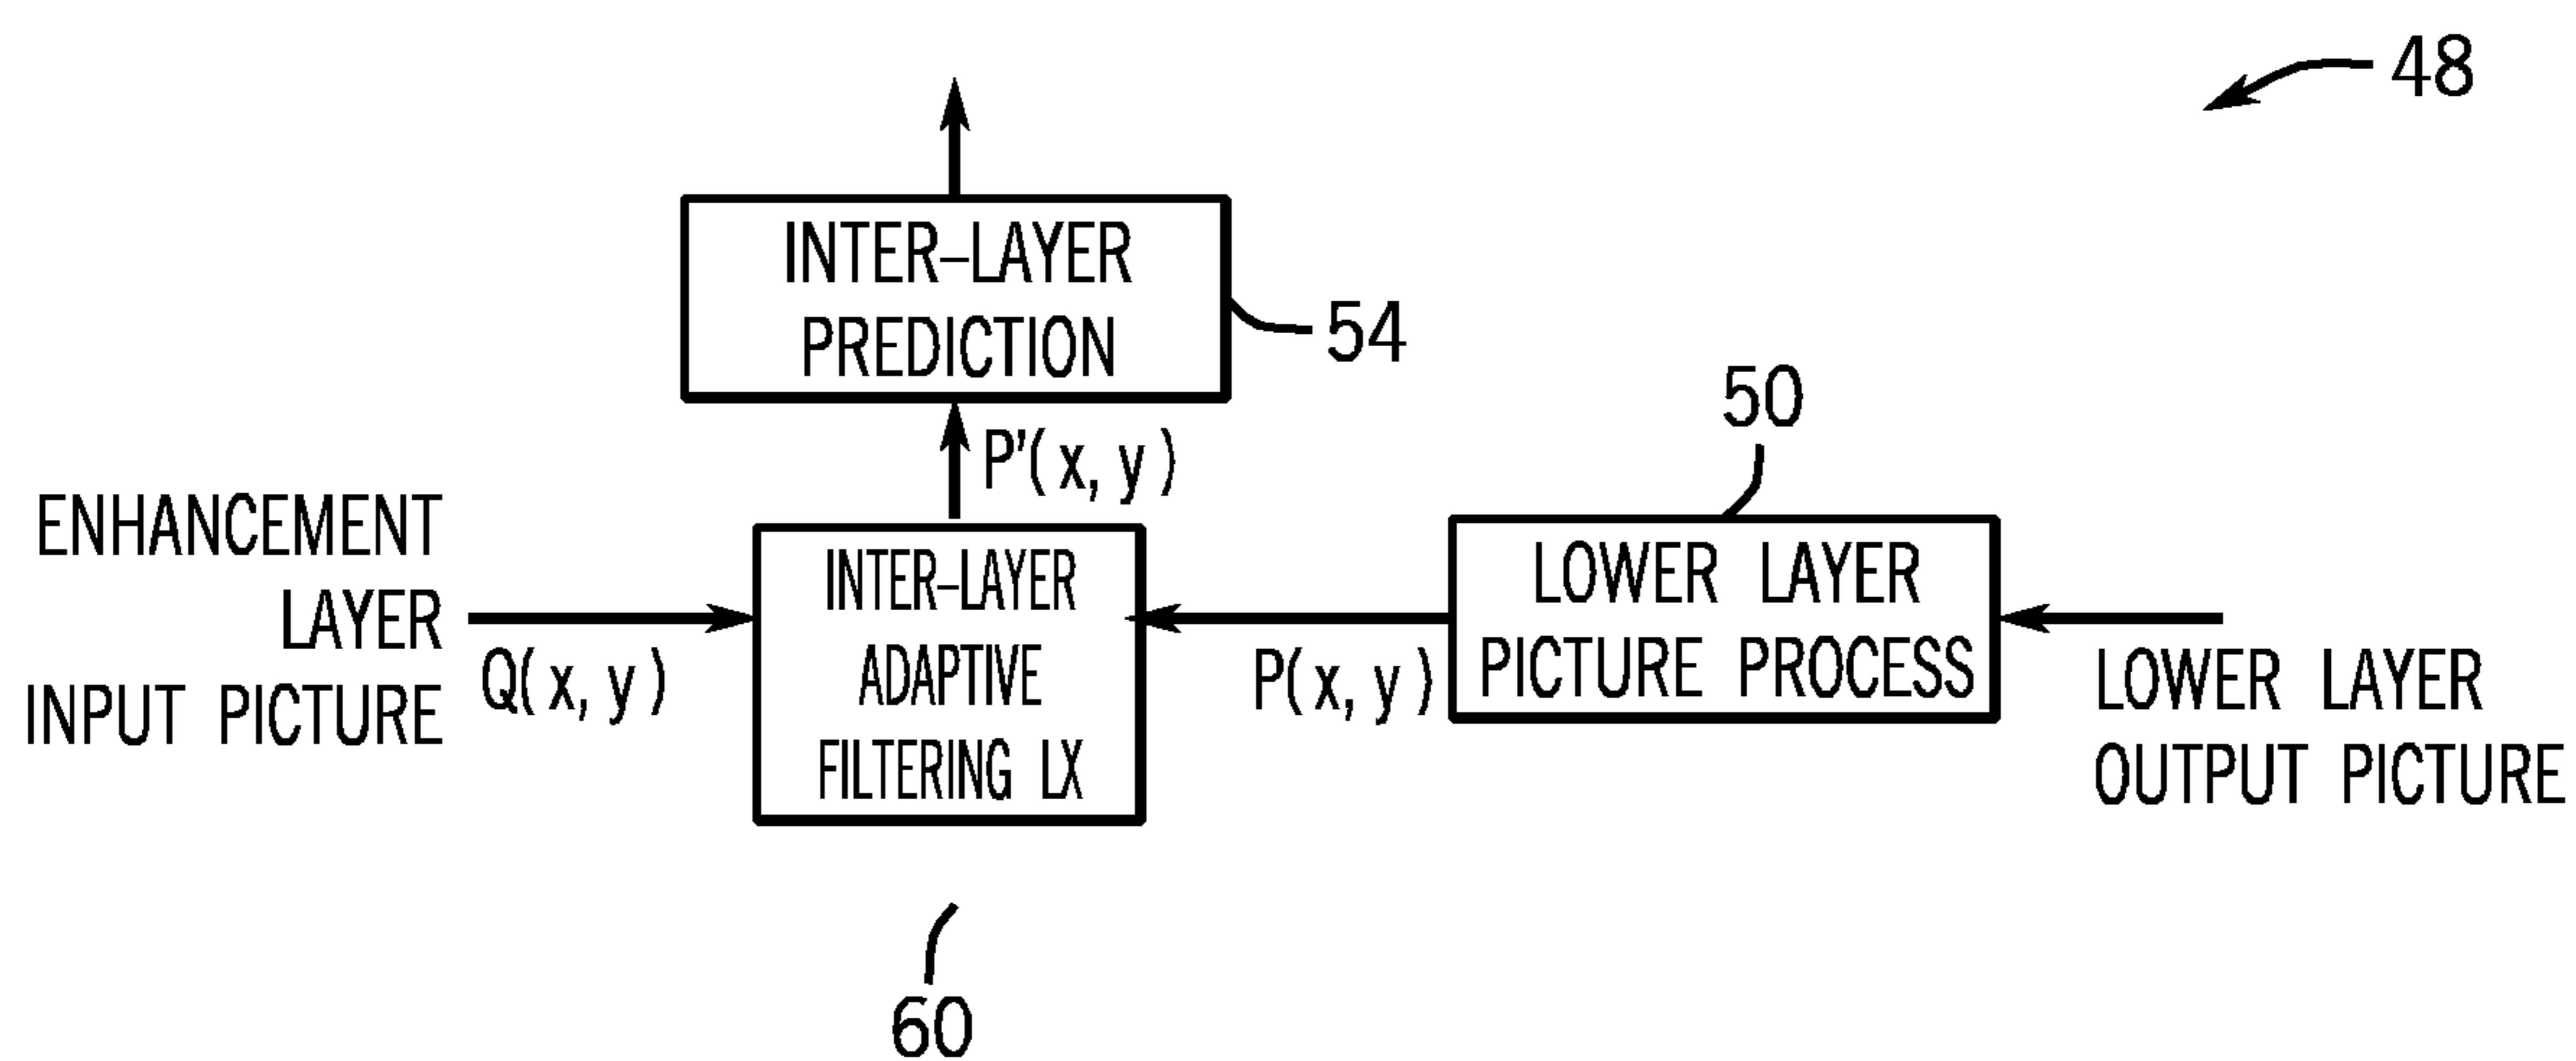 48
INTER–LAYER
PREDICTION
54
P'( x, y )
50
ENHANCEMENT
LAYER
INPUT PICTURE
Q( x, y )
INTER–LAYER
ADAPTIVE
FILTERING LX
P( x, y )
LOWER LAYER
PICTURE PROCESS
LOWER LAYER
OUTPUT PICTURE
60